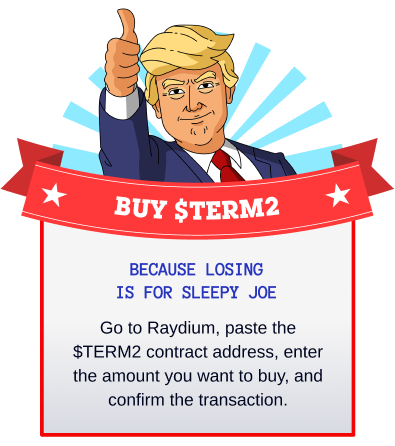 BUY $TERM2
BECAUSE LOSING
IS FOR SLEEPY JOE
Go to Raydium, paste the
$TERM2 contract address, enter
the amount you want to buy, and
confirm the transaction.